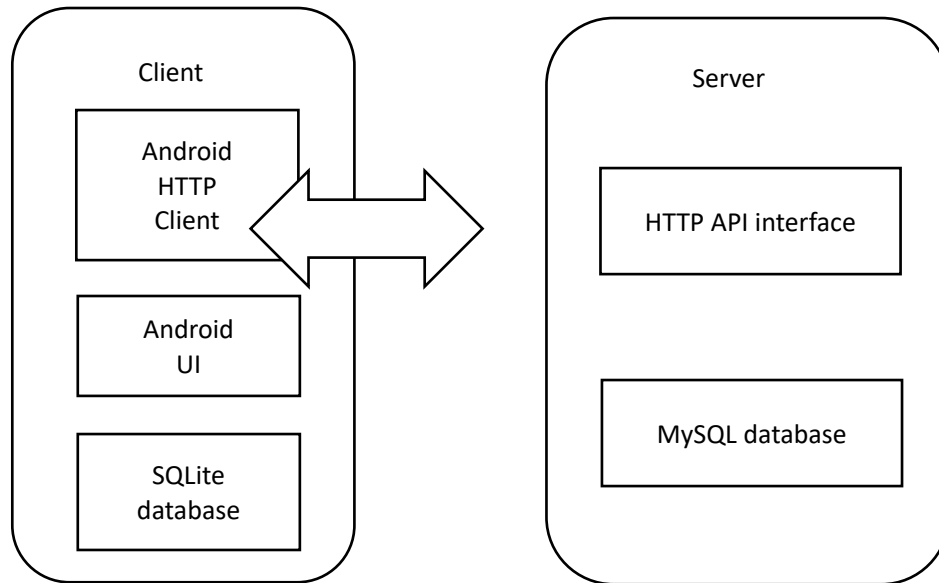 Client
Android
HTTP
Client
Android
UI
SQLite
database
Server
HTTP API interface
MySQL database